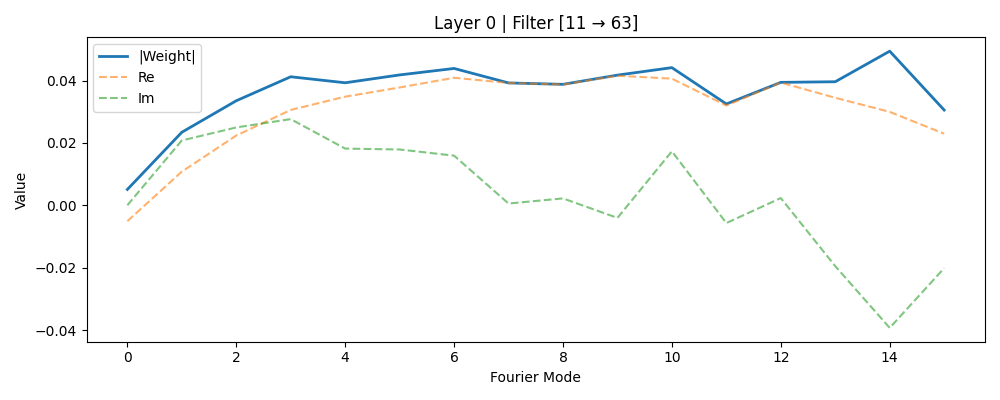 Layer 0 | Filter [11 → 63]
|Weight|
Re
Im
Value
0.04
0.02
0.00
−0.02
−0.04
0 2 4 6 8 10 12 14
Fourier Mode